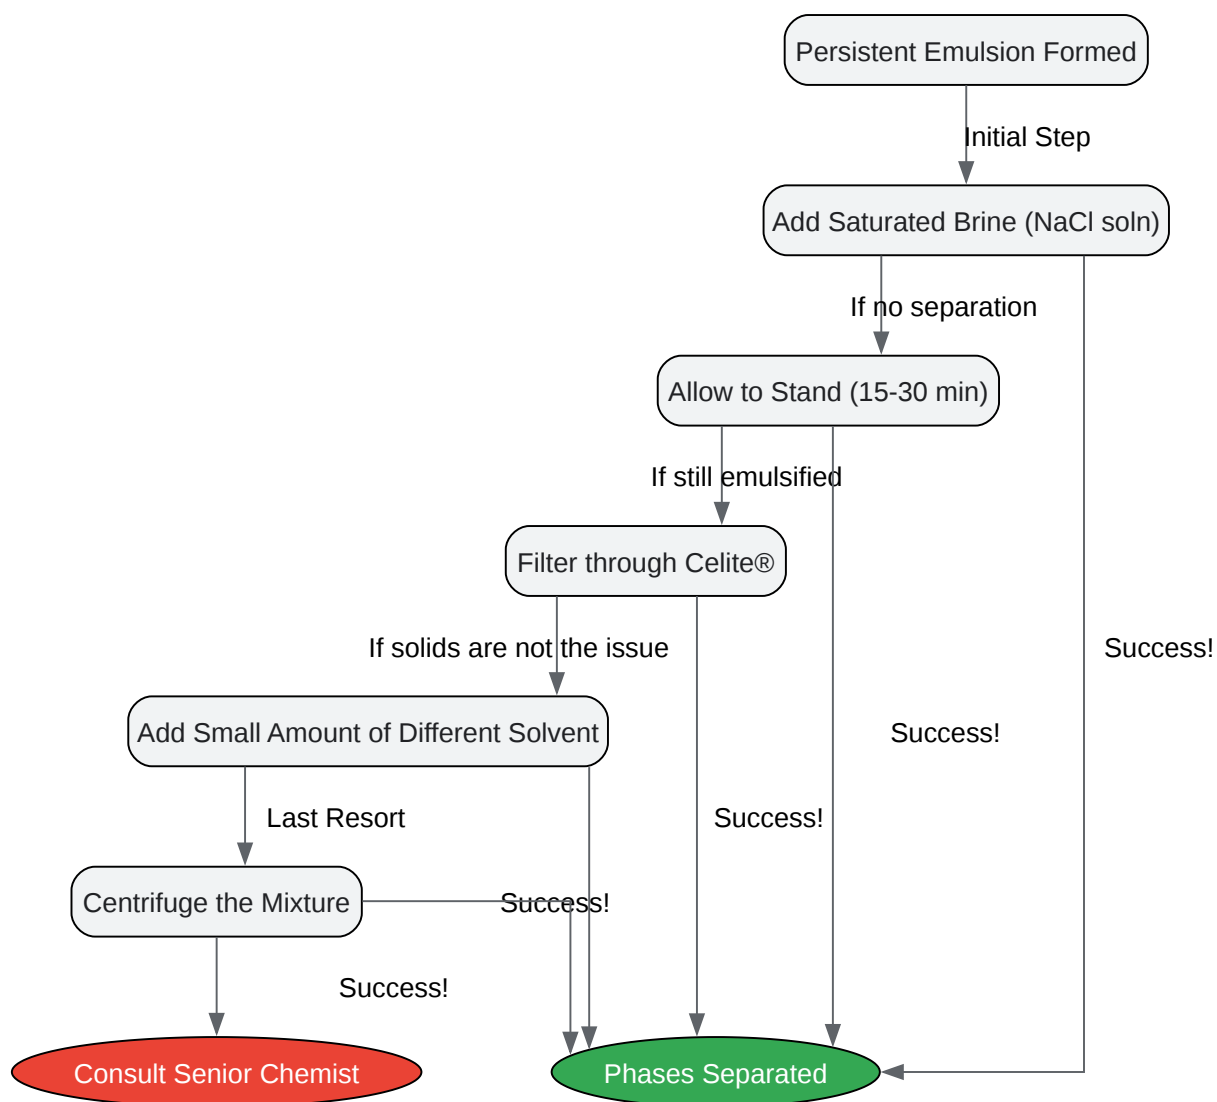 Persistent Emulsion Formed
Initial Step
Add Saturated Brine (NaCl soln)
If no separation
Allow to Stand (15-30 min)
If still emulsified
Filter through Celite®
If solids are not the issue
Success!
Add Small Amount of Different Solvent
Success!
Last Resort
Success!
Centrifuge the Mixture
Success!
Success!
Consult Senior Chemist
Phases Separated